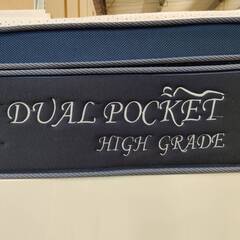 DUAL POCKET
HIGH GRADE